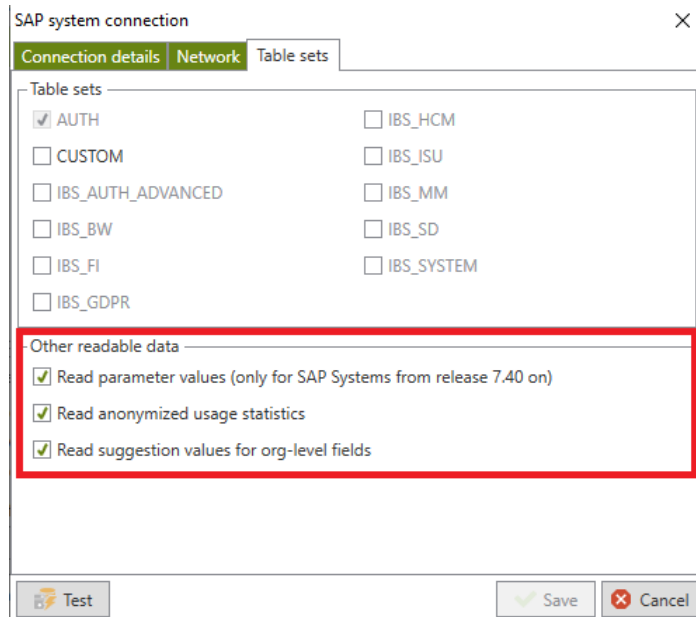 SAP system connection
Connection details Network Table sets
Table sets
AUTH IBS_HCM
CUSTOM IBS_ISU
IBS_AUTH_ADVANCED IBS_MM
IBS_BW IBS_SD
IBS_FI IBS_SYSTEM
IBS_GDPR
Other readable data
Read parameter values (only for SAP Systems from release 7.40 on)
Read anonymized usage statistics
Read suggestion values for org-level fields
Test Save Cancel